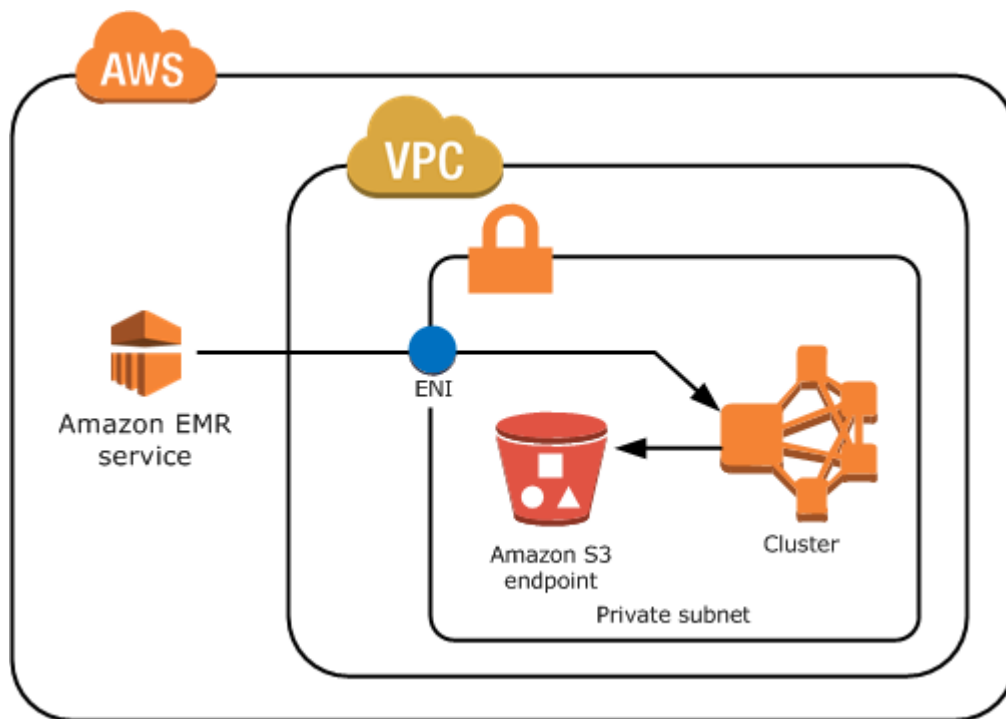 AWS
VPC
ENI
Amazon EMR
service
Amazon S3
endpoint
Cluster
Private subnet